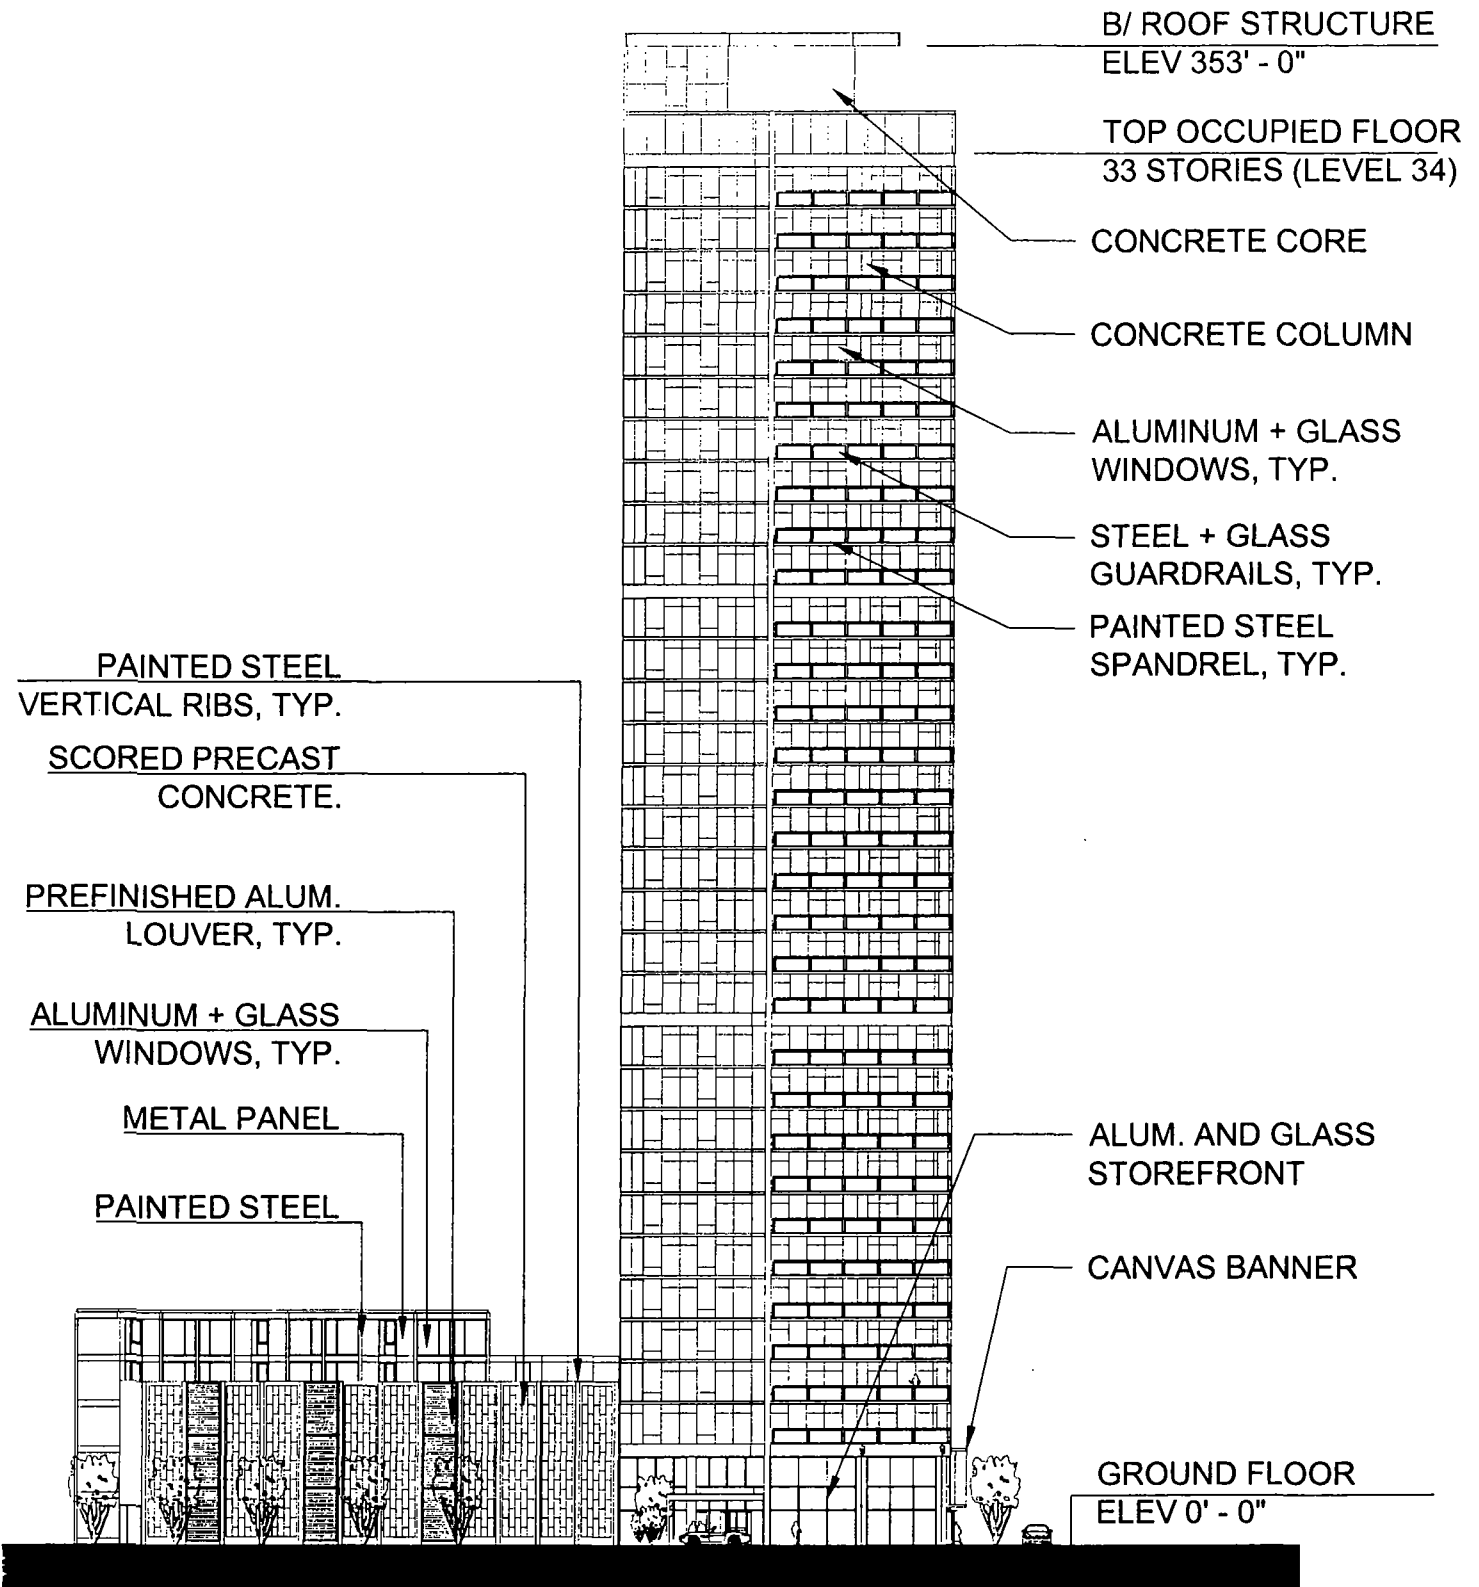 B/ ROOF STRUCTURE
ELEV 353' - 0"
TOP OCCUPIED FLOOR
33 STORIES (LEVEL 34)
CONCRETE CORE
CONCRETE COLUMN
ALUMINUM + GLASS
WINDOWS, TYP.
STEEL + GLASS
GUARDRAILS, TYP.
PAINTED STEEL
SPANDREL, TYP.
PAINTED STEEL
VERTICAL RIBS, TYP.
SCORED PRECAST
CONCRETE.
PREFINISHED ALUM.
LOUVER, TYP.
ALUMINUM + GLASS
WINDOWS, TYP.
METAL PANEL
PAINTED STEEL
ALUM. AND GLASS
STOREFRONT
CANVAS BANNER
GROUND FLOOR
ELEV 0' - 0"